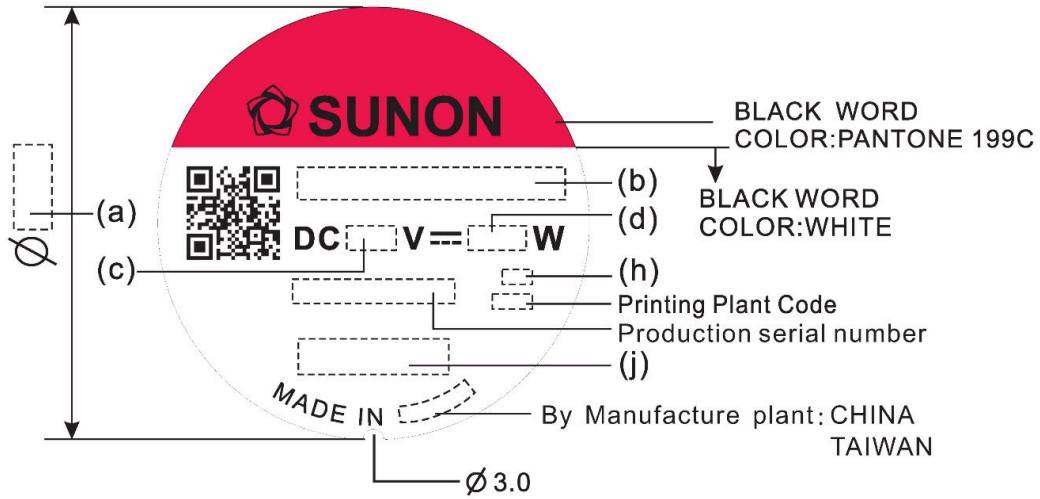 SUNON
BLACK WORD
COLOR:PANTONE 199C
(b)
BLACK WORD
COLOR:WHITE
(a)
(d)
DC V W
(c)
(h)
Printing Plant Code
Production serial number
(j)
MADE IN
By Manufacture plant: CHINA
TAIWAN
Ø 3.0
Ø